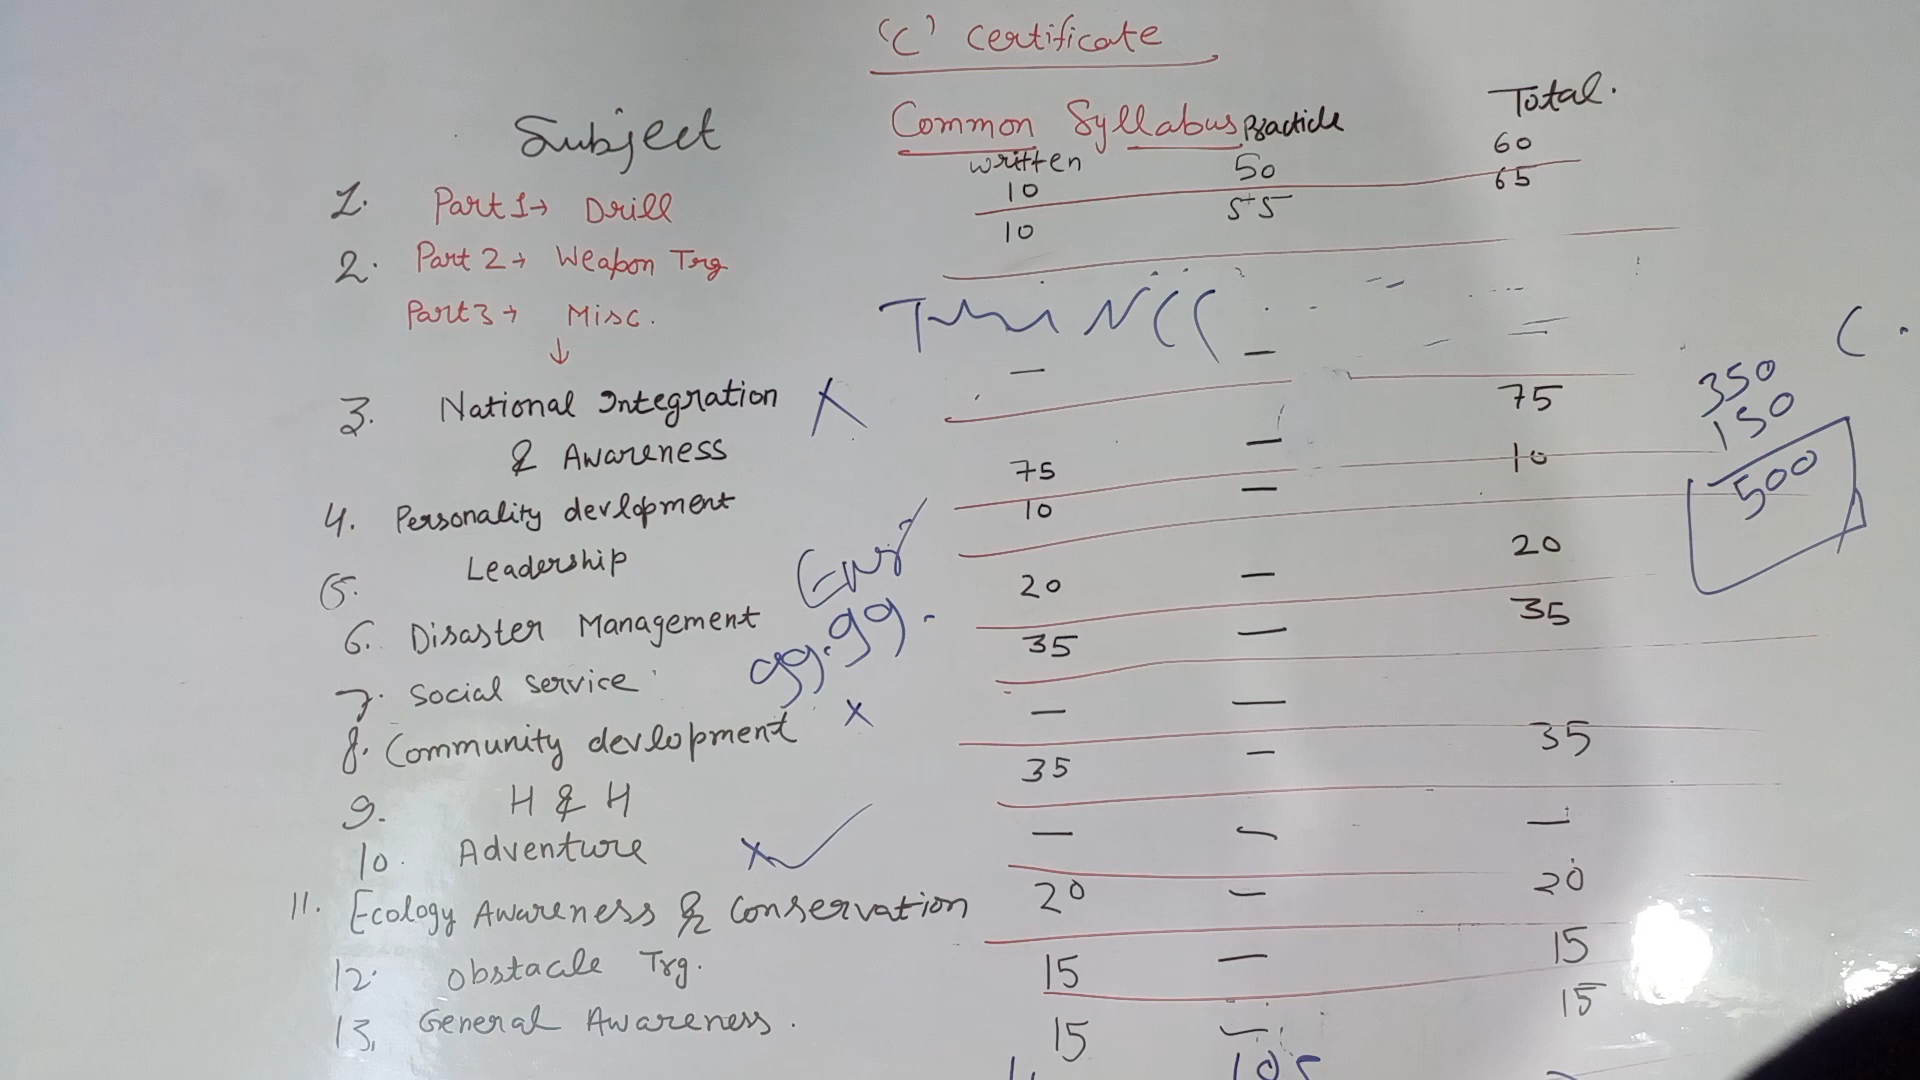 'C' Certificate
Subject Common Syllabus Practicle Total.
written 50 60
1. Part 1→ Drill 10 5+5 65
2. Part 2→ Weapon Trg 10
Part 3→ Misc. NCC
↓ — —
3. National Integration X 75 350
& Awareness 75 — 10 150
4. Personality devlopment 10 — 500
5. Leadership 20 — 20
6. Disaster Management 35 — 35
7. Social Service 99.99. — —
8. Community devlopment X 35 — 35
9. H & H — — —
10. Adventure X✓ 20 — 20
11. Ecology Awareness & Conservation 15 — 15
12. Obstacle Trg. 15 — 15
13. General Awareness. 105